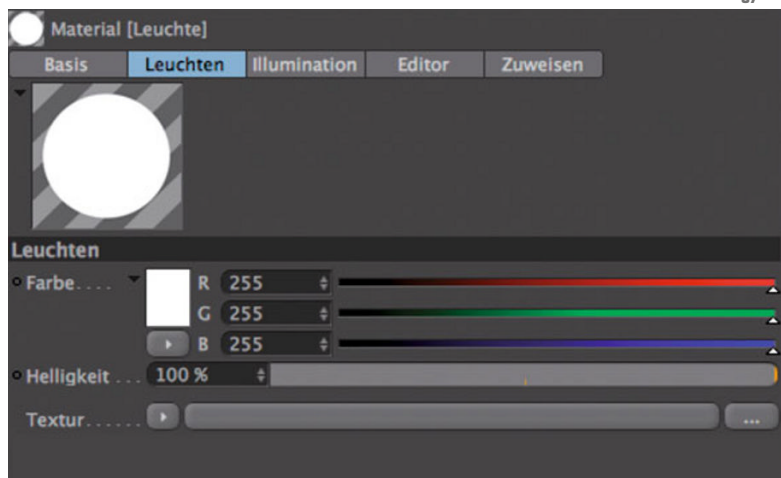 Material [Leuchte]
Basis Leuchten Illumination Editor Zuweisen
Leuchten
Farbe.... R 255
G 255
B 255
Helligkeit ... 100 %
Textur...... ...